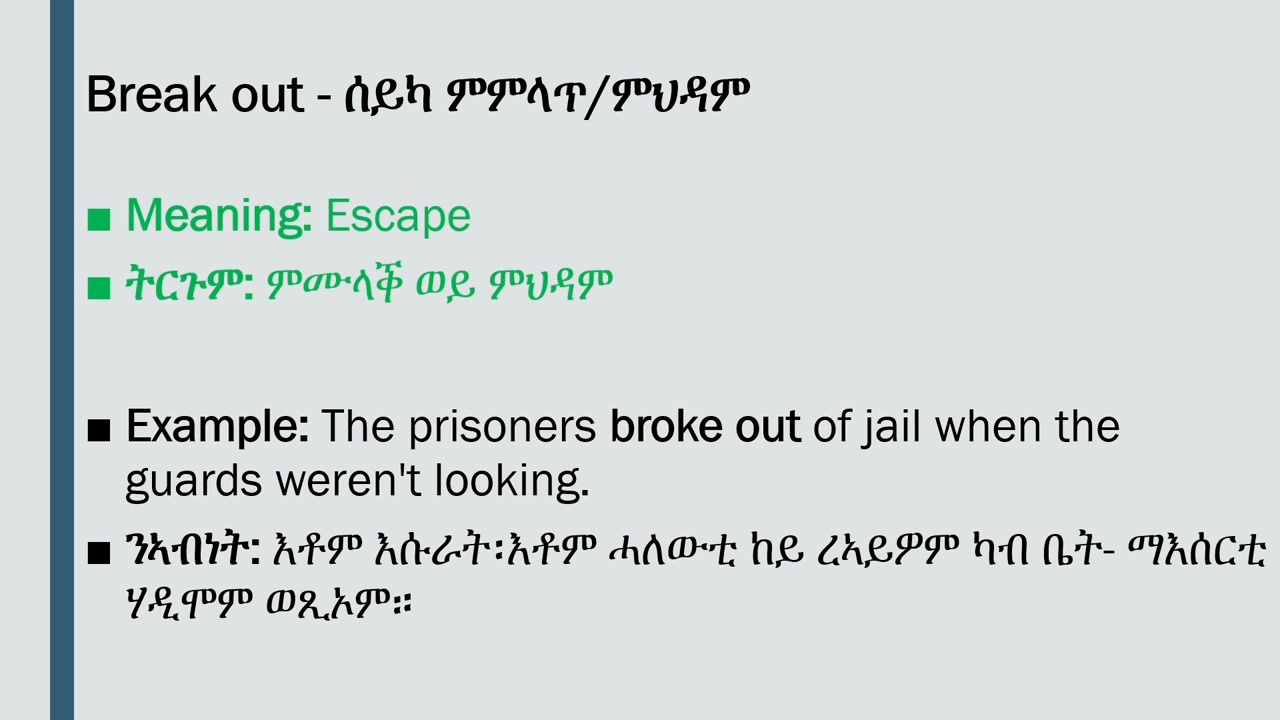 Break out - ሰይካ ምምላጥ/ምህዳም
■ Meaning: Escape
■ ትርጉም: ምሙላቕ ወይ ምህዳም
■ Example: The prisoners broke out of jail when the
guards weren't looking.
■ ንኣብነት: እቶም እሱራት፡እቶም ሓለውቲ ከይ ረኣይዎም ካብ ቤት- ማእሰርቲ
ሃዲሞም ወጺኦም።